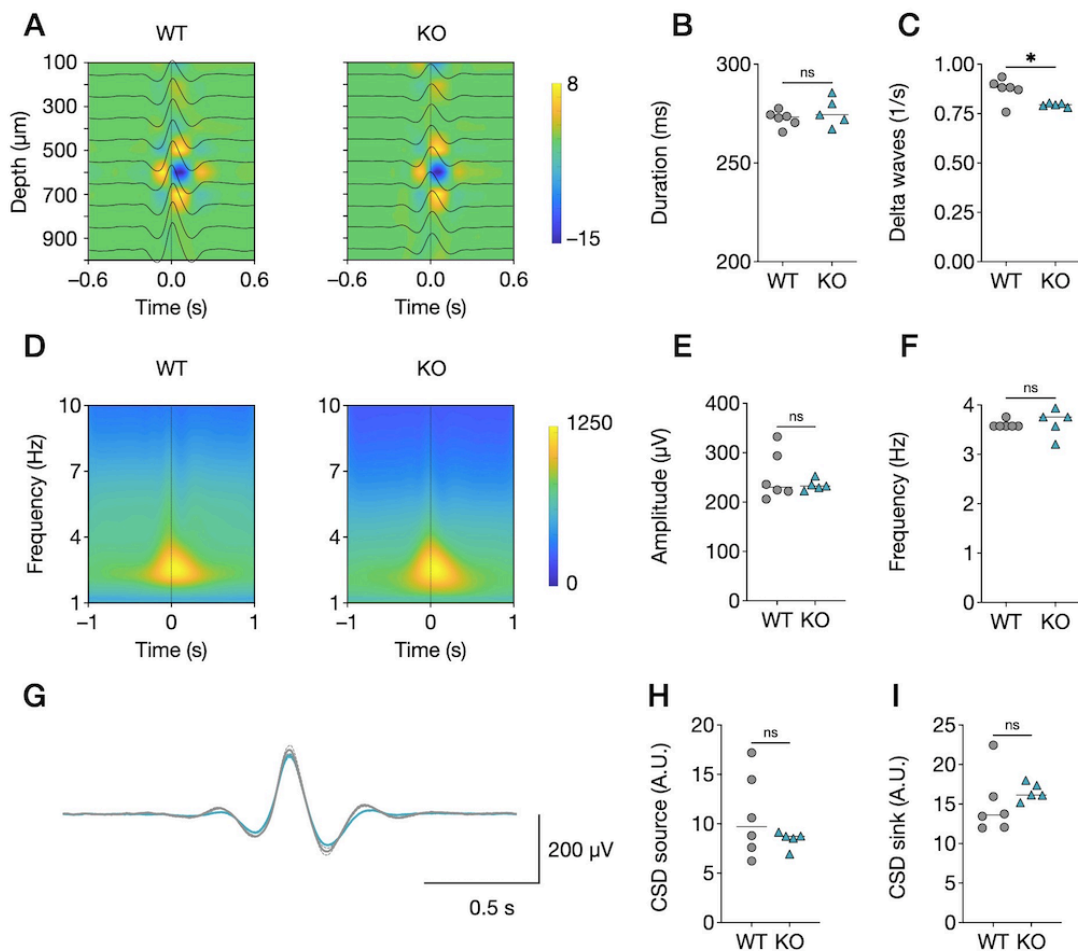 A
WT
KO
Depth (µm)
100
300
500
700
900
−0.6
0.0
0.6
Time (s)
−0.6
0.0
0.6
Time (s)
8
−15
B
ns
Duration (ms)
300
250
200
WT KO
C
*
Delta waves (1/s)
1.00
0.75
0.50
0.25
0.00
WT KO
D
WT
KO
Frequency (Hz)
10
7
4
1
−1
0
1
Time (s)
−1
0
1
Time (s)
1250
0
E
ns
Amplitude (µV)
400
300
200
100
0
WT KO
F
ns
Frequency (Hz)
4
3
2
1
0
WT KO
G
200 µV
0.5 s
H
ns
CSD source (A.U.)
20
15
10
5
0
WT KO
I
ns
CSD sink (A.U.)
25
20
15
10
5
0
WT KO